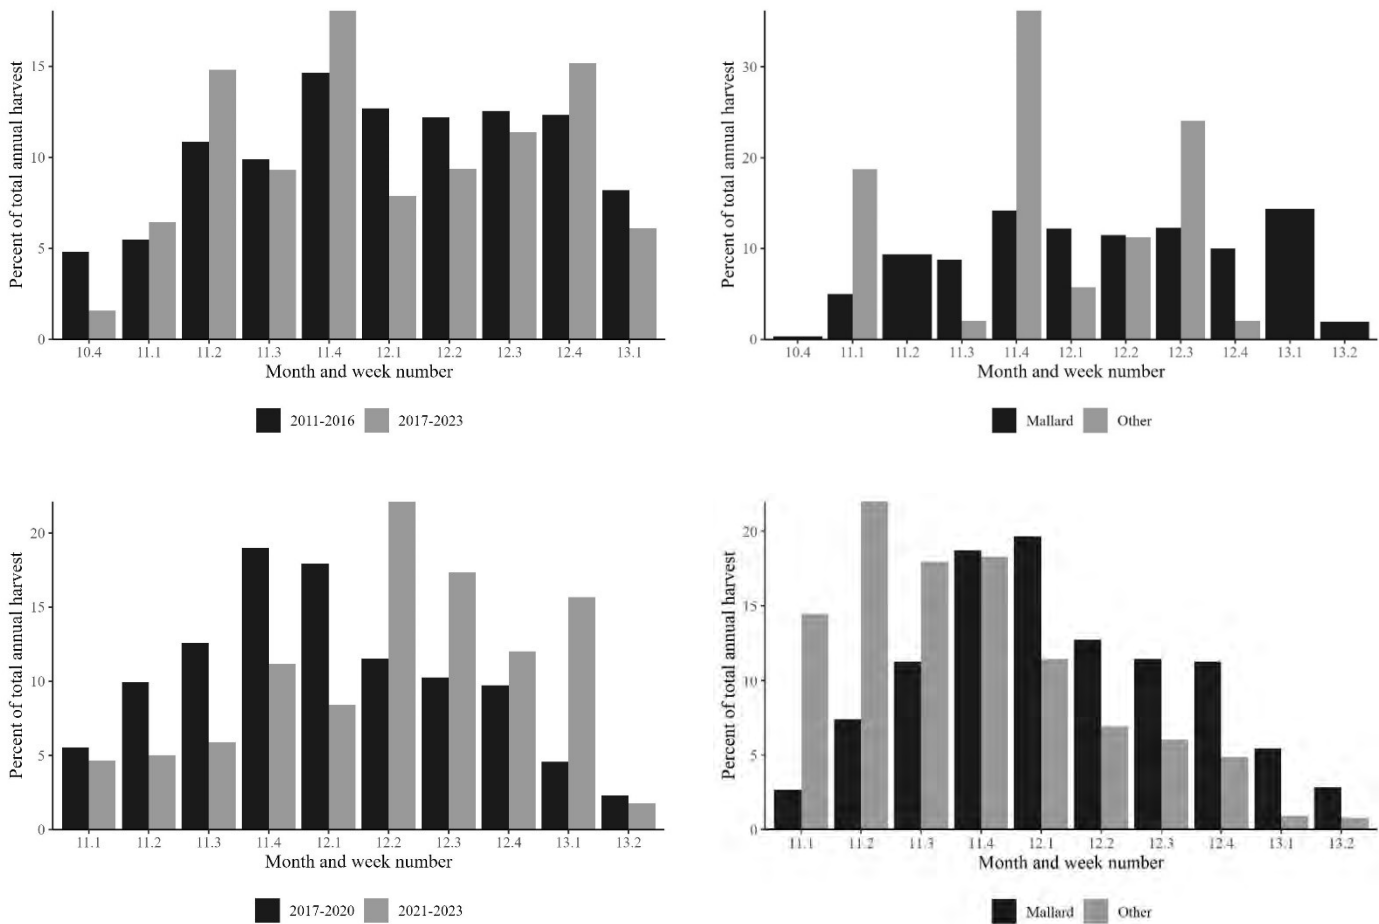 Percent of total annual harvest
15
10
5
0
10.4 11.1 11.2 11.3 11.4 12.1 12.2 12.3 12.4 13.1
Month and week number
2011-2016 2017-2023
Percent of total annual harvest
30
20
10
0
10.4 11.1 11.2 11.3 11.4 12.1 12.2 12.3 12.4 13.1 13.2
Month and week number
Mallard Other
Percent of total annual harvest
20
15
10
5
0
11.1 11.2 11.3 11.4 12.1 12.2 12.3 12.4 13.1 13.2
Month and week number
2017-2020 2021-2023
Percent of total annual harvest
20
15
10
5
0
11.1 11.2 11.3 11.4 12.1 12.2 12.3 12.4 13.1 13.2
Month and week number
Mallard Other